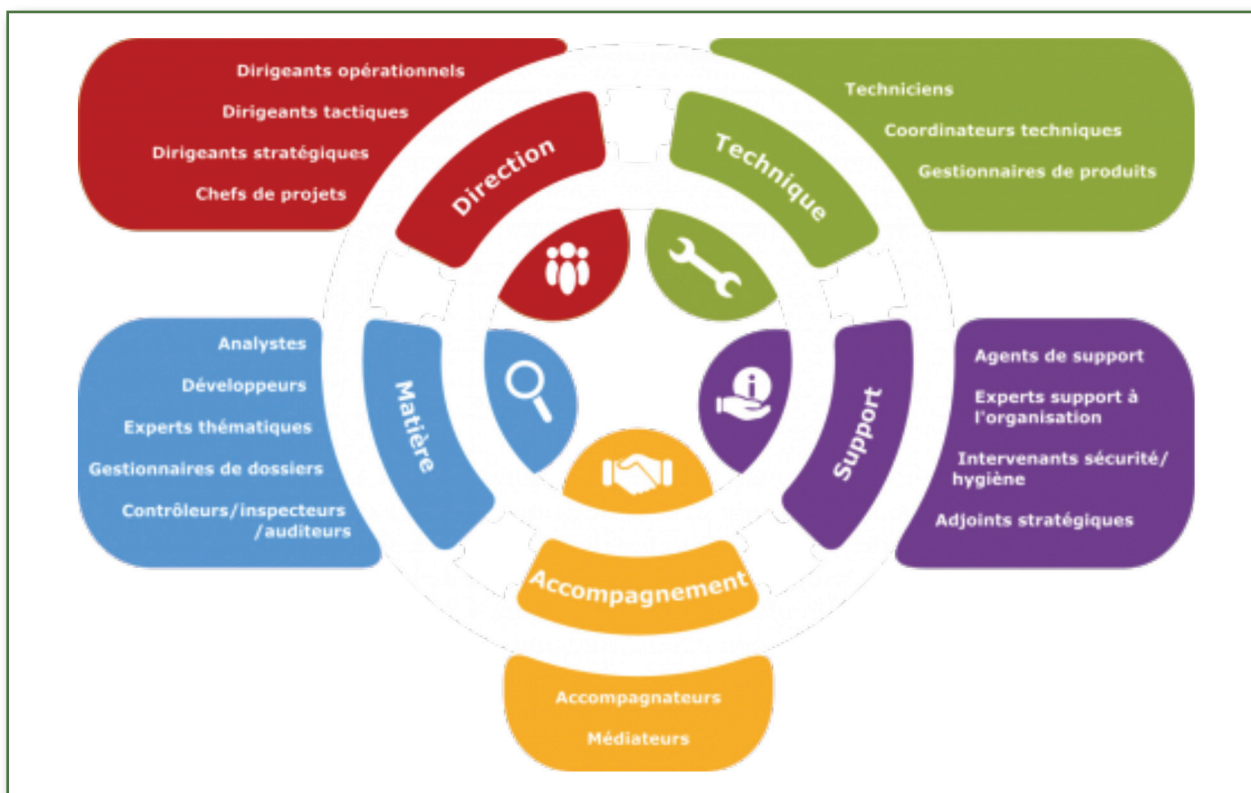 Dirigeants opérationnels
Dirigeants tactiques
Dirigeants stratégiques
Chefs de projets
Direction
Technique
Techniciens
Coordinateurs techniques
Gestionnaires de produits
Analystes
Développeurs
Experts thématiques
Gestionnaires de dossiers
Contrôleurs/inspecteurs
/auditeurs
Matière
Support
Agents de support
Experts support à
l'organisation
Intervenants sécurité/
hygiène
Adjoints stratégiques
Accompagnement
Accompagnateurs
Médiateurs